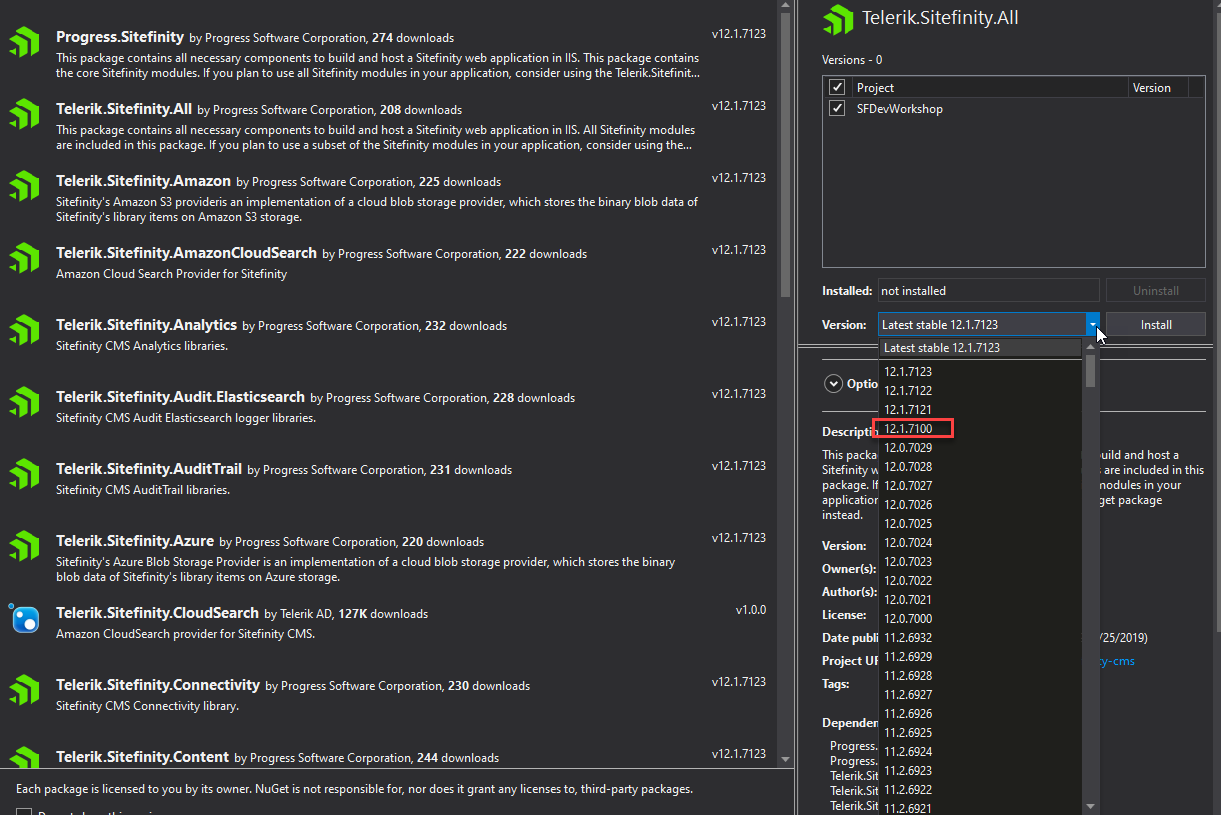 Progress.Sitefinity by Progress Software Corporation, 274 downloads v12.1.7123
This package contains all necessary components to build and host a Sitefinity web application in IIS. This package contains
the core Sitefinity modules. If you plan to use all Sitefinity modules in your application, consider using the Telerik.Sitefinit...
Telerik.Sitefinity.All by Progress Software Corporation, 208 downloads v12.1.7123
This package contains all necessary components to build and host a Sitefinity web application in IIS. All Sitefinity modules
are included in this package. If you plan to use a subset of the Sitefinity modules in your application, consider using the...
Telerik.Sitefinity.Amazon by Progress Software Corporation, 225 downloads v12.1.7123
Sitefinity's Amazon S3 provideris an implementation of a cloud blob storage provider, which stores the binary blob data of
Sitefinity's library items on Amazon S3 storage.
Telerik.Sitefinity.AmazonCloudSearch by Progress Software Corporation, 222 downloads v12.1.7123
Amazon Cloud Search Provider for Sitefinity
Telerik.Sitefinity.Analytics by Progress Software Corporation, 232 downloads v12.1.7123
Sitefinity CMS Analytics libraries.
Telerik.Sitefinity.Audit.Elasticsearch by Progress Software Corporation, 228 downloads v12.1.7123
Sitefinity CMS Audit Elasticsearch logger libraries.
Telerik.Sitefinity.AuditTrail by Progress Software Corporation, 231 downloads v12.1.7123
Sitefinity CMS AuditTrail libraries.
Telerik.Sitefinity.Azure by Progress Software Corporation, 220 downloads v12.1.7123
Sitefinity's Azure Blob Storage Provider is an implementation of a cloud blob storage provider, which stores the binary
blob data of Sitefinity's library items on Azure storage.
Telerik.Sitefinity.CloudSearch by Telerik AD, 127K downloads v1.0.0
Amazon CloudSearch provider for Sitefinity CMS.
Telerik.Sitefinity.Connectivity by Progress Software Corporation, 230 downloads v12.1.7123
Sitefinity CMS Connectivity library.
Telerik.Sitefinity.Content by Progress Software Corporation, 244 downloads v12.1.7123
Each package is licensed to you by its owner. NuGet is not responsible for, nor does it grant any licenses to, third-party packages.
Telerik.Sitefinity.All
Versions - 0
Project Version
SFDevWorkshop
Installed: not installed Uninstall
Version: Latest stable 12.1.7123 Install
Latest stable 12.1.7123
12.1.7123
12.1.7122
12.1.7121
12.1.7100
12.0.7029
12.0.7028
12.0.7027
12.0.7026
12.0.7025
12.0.7024
12.0.7023
12.0.7022
12.0.7021
12.0.7000
11.2.6932
11.2.6929
11.2.6928
11.2.6927
11.2.6926
11.2.6925
11.2.6924
11.2.6923
11.2.6922
11.2.6921
Optio
Descriptio
This packa uild and host a
Sitefinity w s are included in this
package. If modules in your
application get package
instead.
Version:
Owner(s):
Author(s):
License:
Date publi /25/2019)
Project UR ty-cms
Tags:
Dependen
Progress.
Progress.
Telerik.Sit
Telerik.Sit
Telerik.Sit